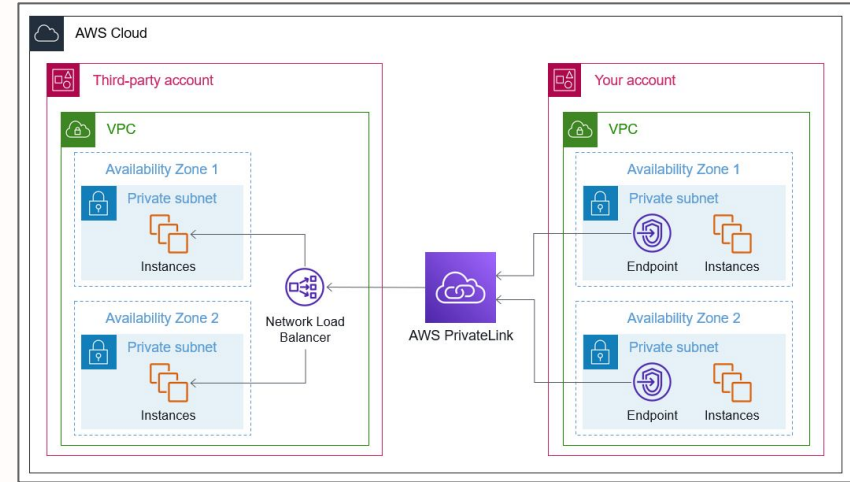 AWS Cloud
Third-party account
VPC
Availability Zone 1
Private subnet
Instances
Availability Zone 2
Private subnet
Instances
Network Load
Balancer
AWS PrivateLink
Your account
VPC
Availability Zone 1
Private subnet
Endpoint
Instances
Availability Zone 2
Private subnet
Endpoint
Instances